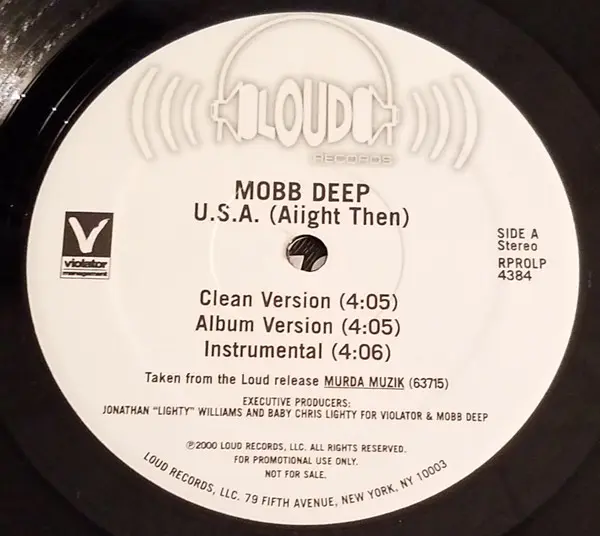 LOUD
RECORDS
MOBB DEEP
U.S.A. (Aiight Then)
V
violator
management
SIDE A
Stereo
RPROLP
4384
Clean Version (4:05)
Album Version (4:05)
Instrumental (4:06)
Taken from the Loud release MURDA MUZIK (63715)
EXECUTIVE PRODUCERS:
JONATHAN "LIGHTY" WILLIAMS AND BABY CHRIS LIGHTY FOR VIOLATOR & MOBB DEEP
℗2000 LOUD RECORDS, LLC. ALL RIGHTS RESERVED.
FOR PROMOTIONAL USE ONLY.
NOT FOR SALE.
LOUD RECORDS, LLC. 79 FIFTH AVENUE, NEW YORK, NY 10003